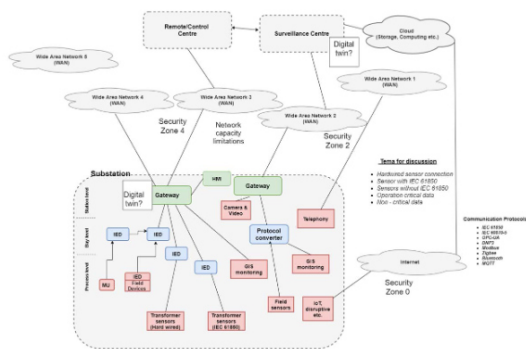 Remote/Control
Centre
Surveillance Centre
Cloud
(Storage, Computing etc.)
Digital
twin?
Wide Area Network 5
(WAN)
Wide Area Network 4
(WAN)
Wide Area Network 3
(WAN)
Wide Area Network 2
(WAN)
Wide Area Network 1
(WAN)
Security
Zone 4
Network
capacity
limitations
Security
Zone 2
Tema for discussion
Hardwired sensor connection
Sensor with IEC 61850
Sensors without IEC 61850
Operation critical data
Non - critical data
Substation
Station level
Digital
twin?
Gateway
HMI
Gateway
Camera &
Video
Telephony
Bay level
IED
IED
IED
IED
Protocol
converter
Process level
MU
IED
Field
Devices
GIS
monitoring
GIS
monitoring
Transformer
sensors
(Hard wired)
Transformer
sensors
(IEC 61850)
Field
sensors
IoT,
disruptive
etc.
Internet
Security
Zone 0
Communication Protocols
IEC 61850
OPC-UA
DNP3
Modbus
Zigbee
Bluetooth
MQTT